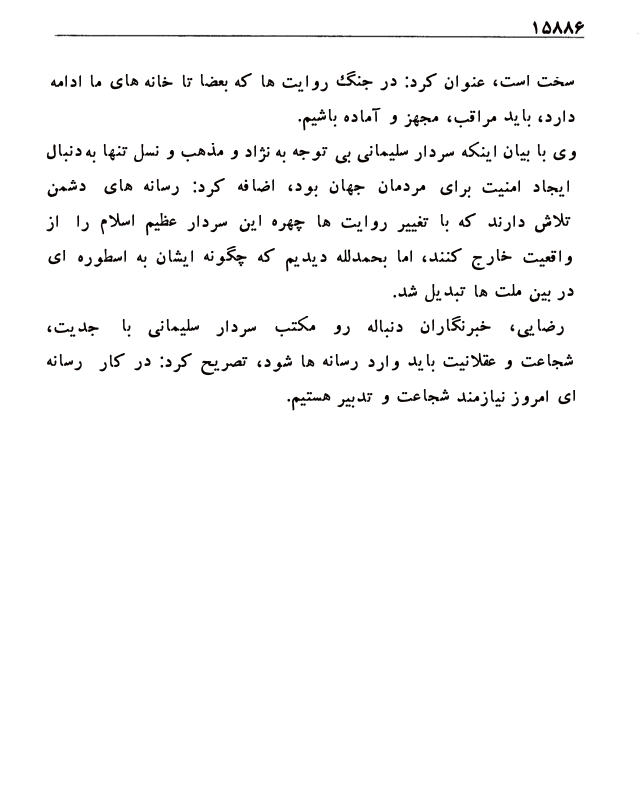 ۱۵۸۸۶
سخت است، عنوان کرد: در جنگ روایت ها که بعضا تا خانه های ما ادامه
دارد، باید مراقب، مجهز و آماده باشیم.
وی با بیان اینکه سردار سلیمانی بی توجه به نژاد و مذهب و نسل تنها به دنبال
ایجاد امنیت برای مردمان جهان بود، اضافه کرد: رسانه های دشمن
تلاش دارند که با تغییر روایت ها چهره این سردار عظیم اسلام را از
واقعیت خارج کنند، اما بحمدلله دیدیم که چگونه ایشان به اسطوره ای
در بین ملت ها تبدیل شد.
رضایی، خبرنگاران دنباله رو مکتب سردار سلیمانی با جدیت،
شجاعت و عقلانیت باید وارد رسانه ها شود، تصریح کرد: در کار رسانه
ای امروز نیازمند شجاعت و تدبیر هستیم.